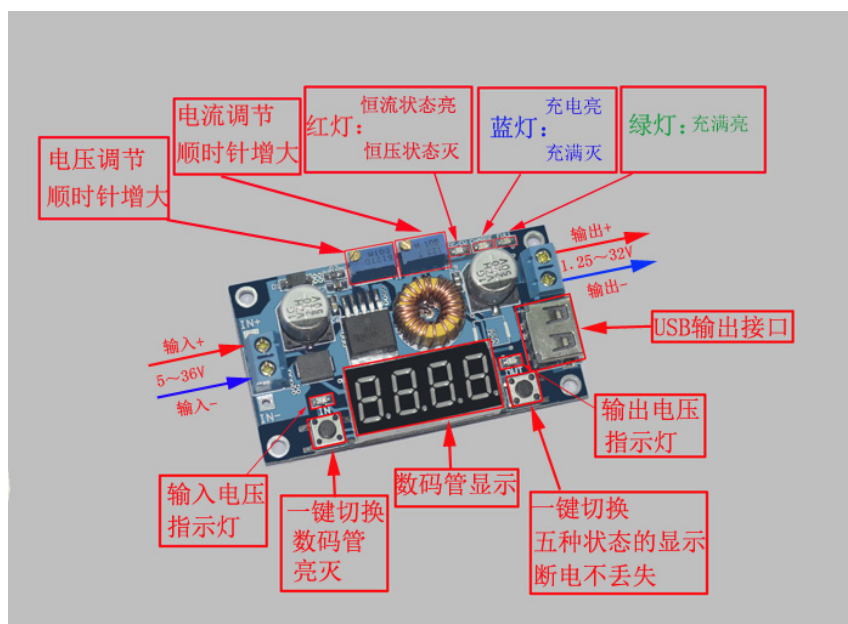 电流调节
顺时针增大
红灯：
恒流状态亮
恒压状态灭
蓝灯：
充电亮
充满灭
绿灯：充满亮
电压调节
顺时针增大
输出+
1.25～32V
输出-
IN+
输入+
5～36V
输入-
IN-
IN
OUT
USB输出接口
输出电压
指示灯
输入电压
指示灯
一键切换
数码管
亮灭
数码管显示
一键切换
五种状态的显示
断电不丢失